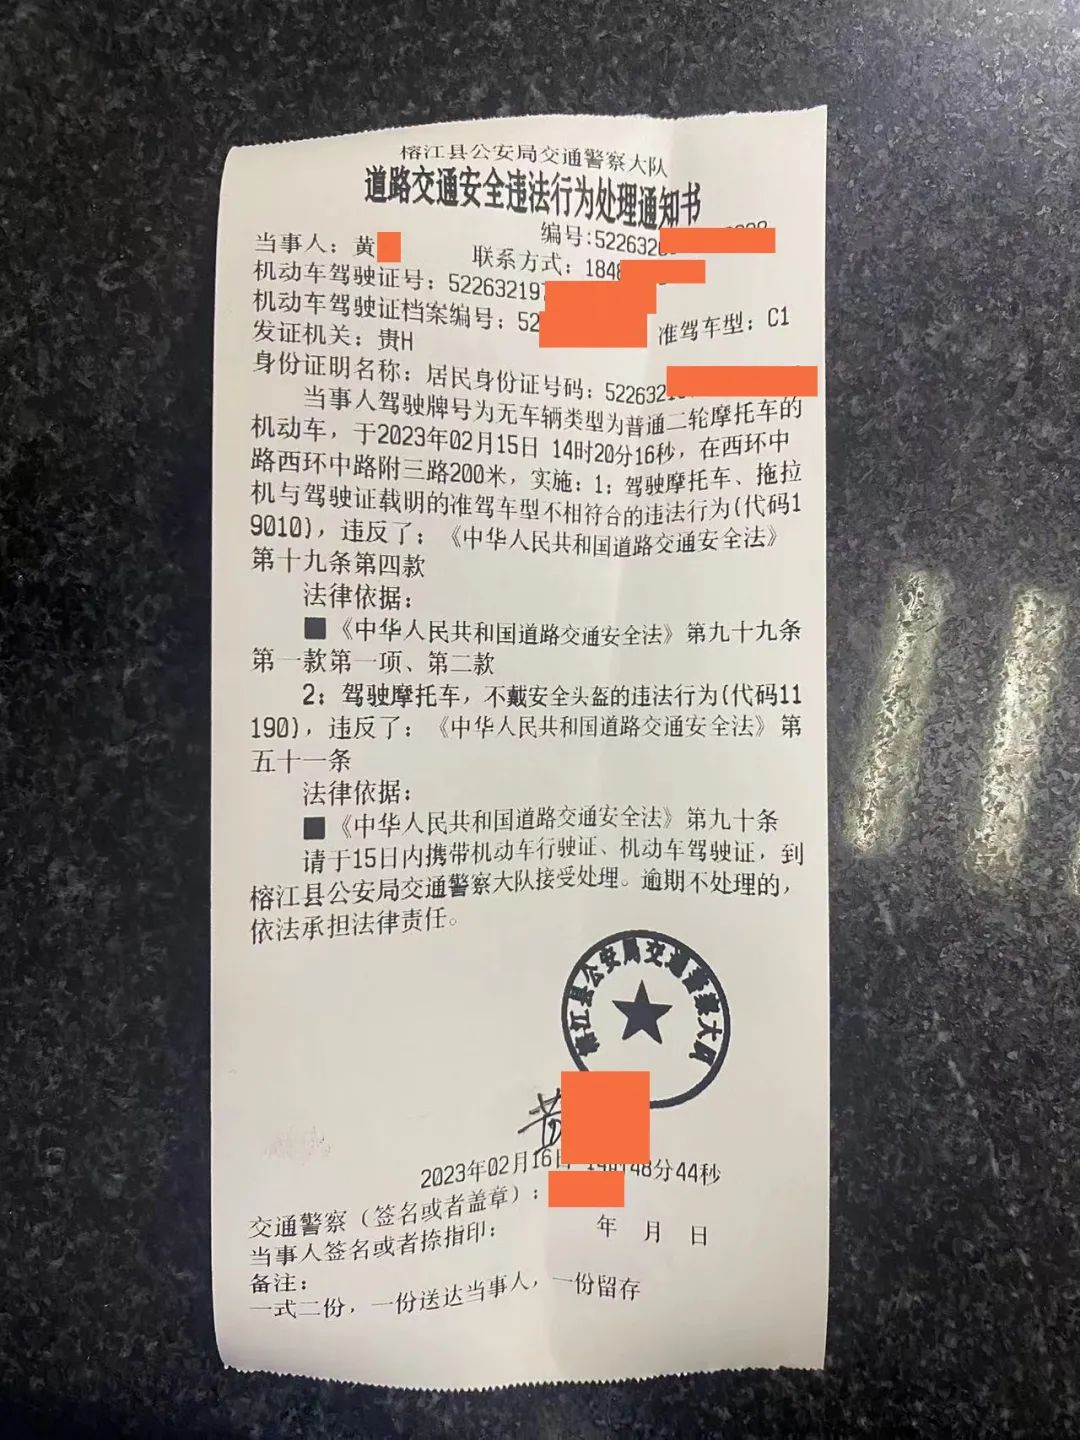 榕江县公安局交通警察大队
道路交通安全违法行为处理通知书
编号:5226320
当事人: 黄
联系方式: 184
机动车驾驶证号: 52263219
机动车驾驶证档案编号: 52
准驾车型: C1
发证机关: 贵H
身份证明名称: 居民身份证号码: 522632
当事人驾驶牌号为无车辆类型为普通二轮摩托车的
机动车, 于2023年02月15日 14时20分16秒, 在西环中
路西环中路附三路200米, 实施: 1: 驾驶摩托车、拖拉
机与驾驶证载明的准驾车型不相符合的违法行为(代码1
9010), 违反了: 《中华人民共和国道路交通安全法》
第十九条第四款
法律依据:
■《中华人民共和国道路交通安全法》第九十九条
第一款第一项、第二款
2: 驾驶摩托车, 不戴安全头盔的违法行为(代码11
190), 违反了: 《中华人民共和国道路交通安全法》第
五十一条
法律依据:
■《中华人民共和国道路交通安全法》第九十条
请于15日内携带机动车行驶证、机动车驾驶证, 到
榕江县公安局交通警察大队接受处理。逾期不处理的,
依法承担法律责任。
榕江县公安局交通警察大队
黄
2023年02月16日 时48分44秒
交通警察 (签名或者盖章):
当事人签名或者捺指印: 年 月 日
备注:
一式二份, 一份送达当事人, 一份留存